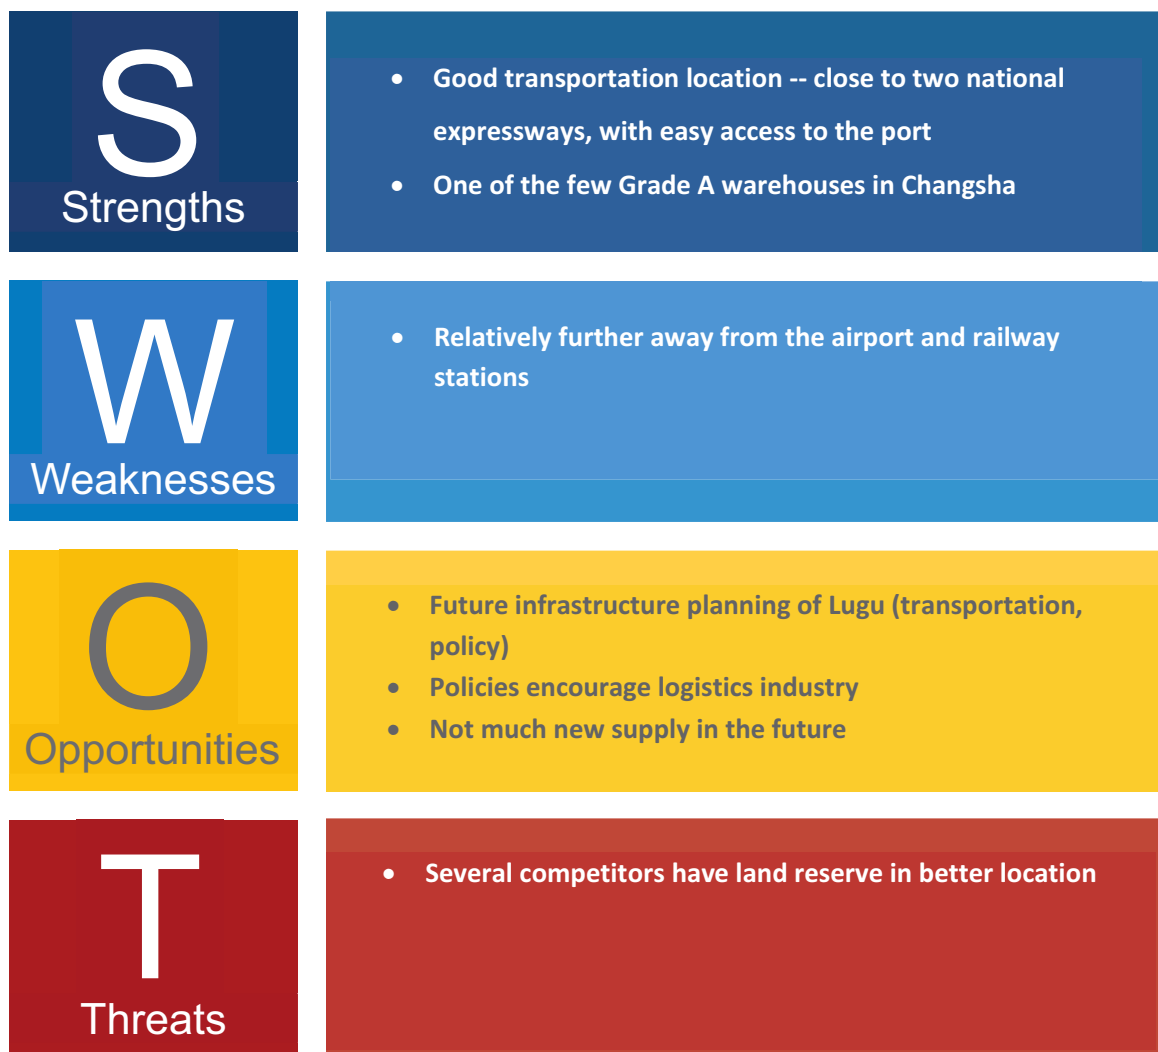 S
Strengths
• Good transportation location -- close to two national
expressways, with easy access to the port
• One of the few Grade A warehouses in Changsha
W
Weaknesses
• Relatively further away from the airport and railway
stations
O
Opportunities
• Future infrastructure planning of Lugu (transportation,
policy)
• Policies encourage logistics industry
• Not much new supply in the future
T
Threats
• Several competitors have land reserve in better location